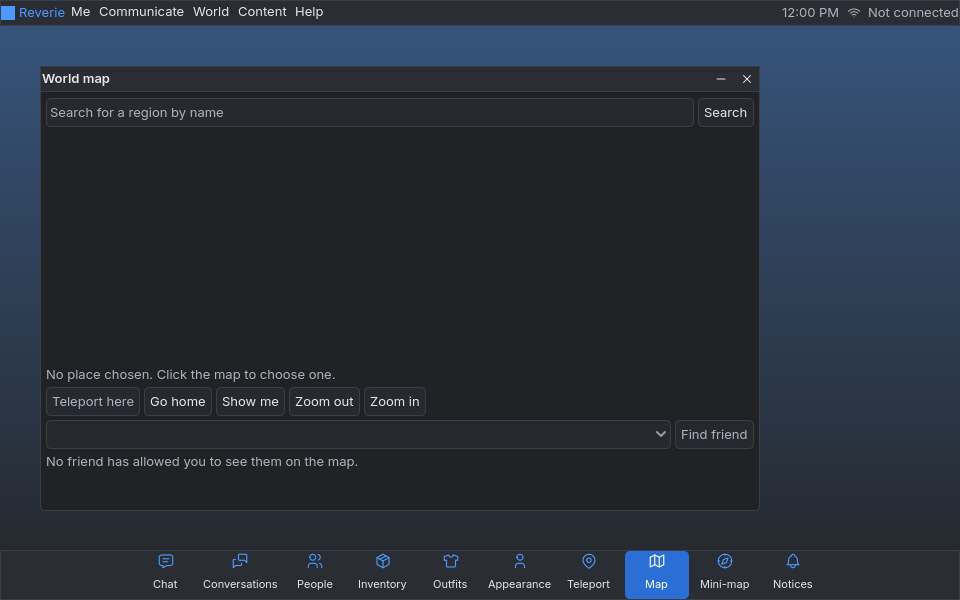 Reverie Me Communicate World Content Help 12:00 PM Not connected
World map
Search for a region by name Search
No place chosen. Click the map to choose one.
Teleport here Go home Show me Zoom out Zoom in
Find friend
No friend has allowed you to see them on the map.
Chat Conversations People Inventory Outfits Appearance Teleport Map Mini-map Notices